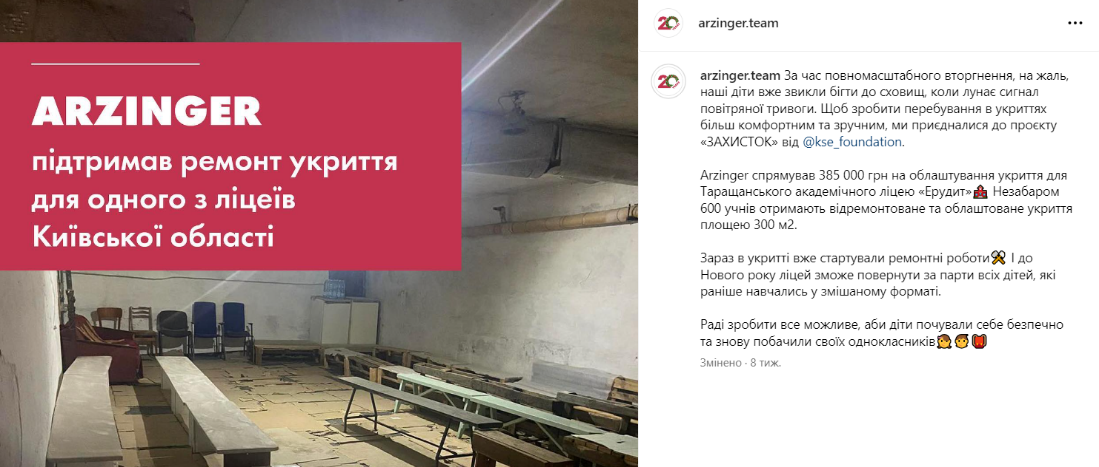 ARZINGER
підтримав ремонт укриття
для одного з ліцеїв
Київської області
20
arzinger.team
20
arzinger.team За час повномасштабного вторгнення, на жаль,
наші діти вже звикли бігти до сховищ, коли лунає сигнал
повітряної тривоги. Щоб зробити перебування в укриттях
більш комфортним та зручним, ми приєдналися до проєкту
«ЗАХИСТОК» від @kse_foundation.
Arzinger спрямував 385 000 грн на облаштування укриття для
Таращанського академічного ліцею «Ерудит»🏫 Незабаром
600 учнів отримають відремонтоване та облаштоване укриття
площею 300 м2.
Зараз в укритті вже стартували ремонтні роботи⚒ І до
Нового року ліцей зможе повернути за парти всіх дітей, які
раніше навчались у змішаному форматі.
Раді зробити все можливе, аби діти почували себе безпечно
та знову побачили своїх однокласників👧🧑🎒
Змінено · 8 тиж.